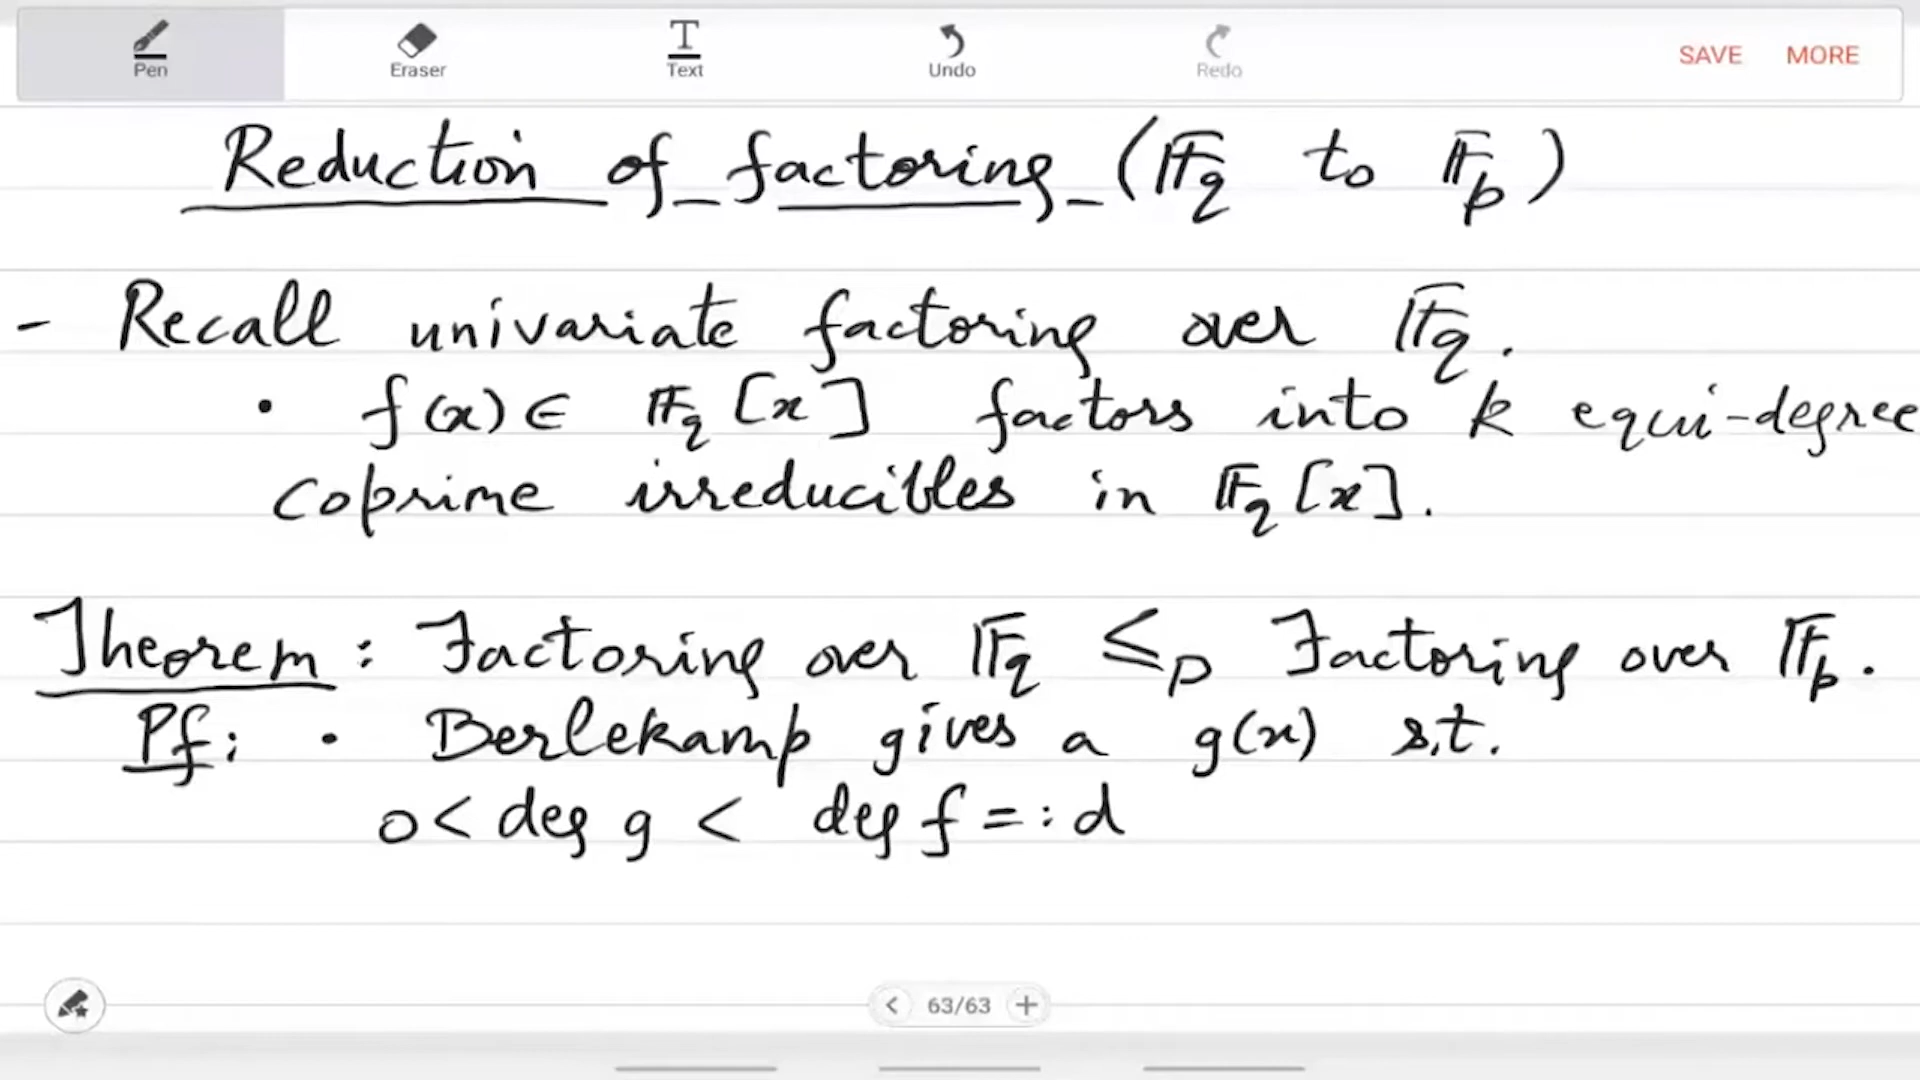 Pen Eraser Text Undo Redo SAVE MORE
Reduction of factoring (𝔽q to 𝔽p)
- Recall univariate factoring over 𝔽q.
• f(x) ∈ 𝔽q[x] factors into k equi-degree
coprime irreducibles in 𝔽q[x].
Theorem: Factoring over 𝔽q ≤p Factoring over 𝔽p.
Pf: • Berlekamp gives a g(x) s.t.
0 < deg g < deg f =: d
63/63